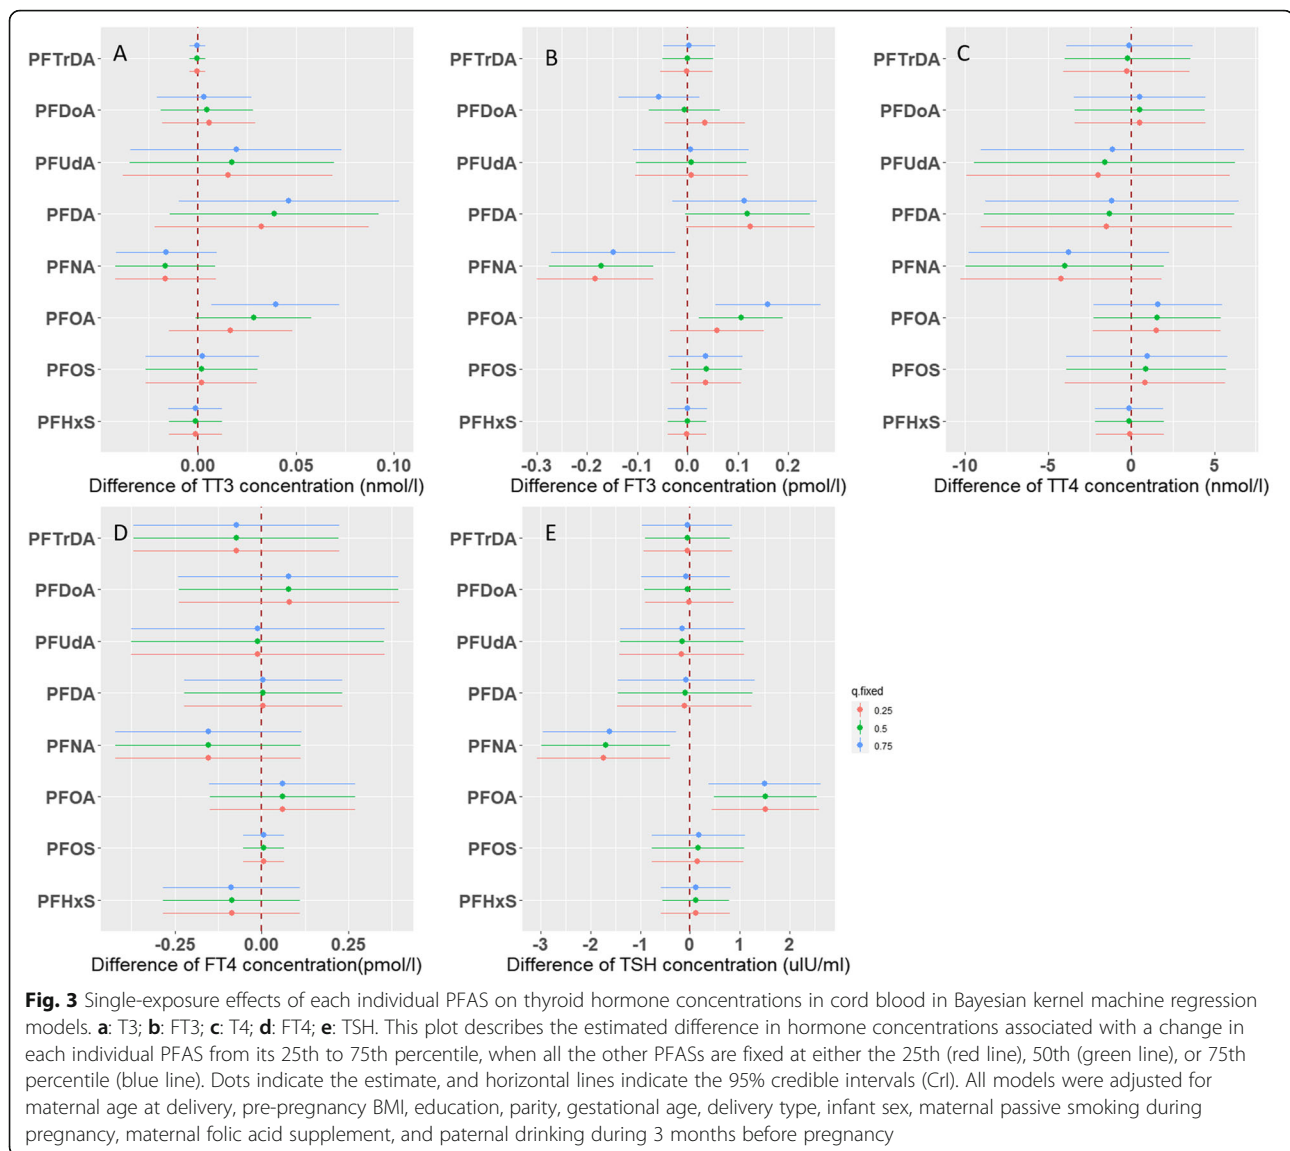 A
PFTrDA
PFDoA
PFUdA
PFDA
PFNA
PFOA
PFOS
PFHxS
0.00 0.05 0.10
Difference of TT3 concentration (nmol/l)
B
PFTrDA
PFDoA
PFUdA
PFDA
PFNA
PFOA
PFOS
PFHxS
-0.3 -0.2 -0.1 0.0 0.1 0.2
Difference of FT3 concentration (pmol/l)
C
PFTrDA
PFDoA
PFUdA
PFDA
PFNA
PFOA
PFOS
PFHxS
-10 -5 0 5
Difference of TT4 concentration (nmol/l)
D
PFTrDA
PFDoA
PFUdA
PFDA
PFNA
PFOA
PFOS
PFHxS
-0.25 0.00 0.25
Difference of FT4 concentration(pmol/l)
E
PFTrDA
PFDoA
PFUdA
PFDA
PFNA
PFOA
PFOS
PFHxS
-3 -2 -1 0 1 2
Difference of TSH concentration (uIU/ml)
q.fixed
0.25
0.5
0.75
Fig. 3 Single-exposure effects of each individual PFAS on thyroid hormone concentrations in cord blood in Bayesian kernel machine regression
models. a: T3; b: FT3; c: T4; d: FT4; e: TSH. This plot describes the estimated difference in hormone concentrations associated with a change in
each individual PFAS from its 25th to 75th percentile, when all the other PFASs are fixed at either the 25th (red line), 50th (green line), or 75th
percentile (blue line). Dots indicate the estimate, and horizontal lines indicate the 95% credible intervals (CrI). All models were adjusted for
maternal age at delivery, pre-pregnancy BMI, education, parity, gestational age, delivery type, infant sex, maternal passive smoking during
pregnancy, maternal folic acid supplement, and paternal drinking during 3 months before pregnancy